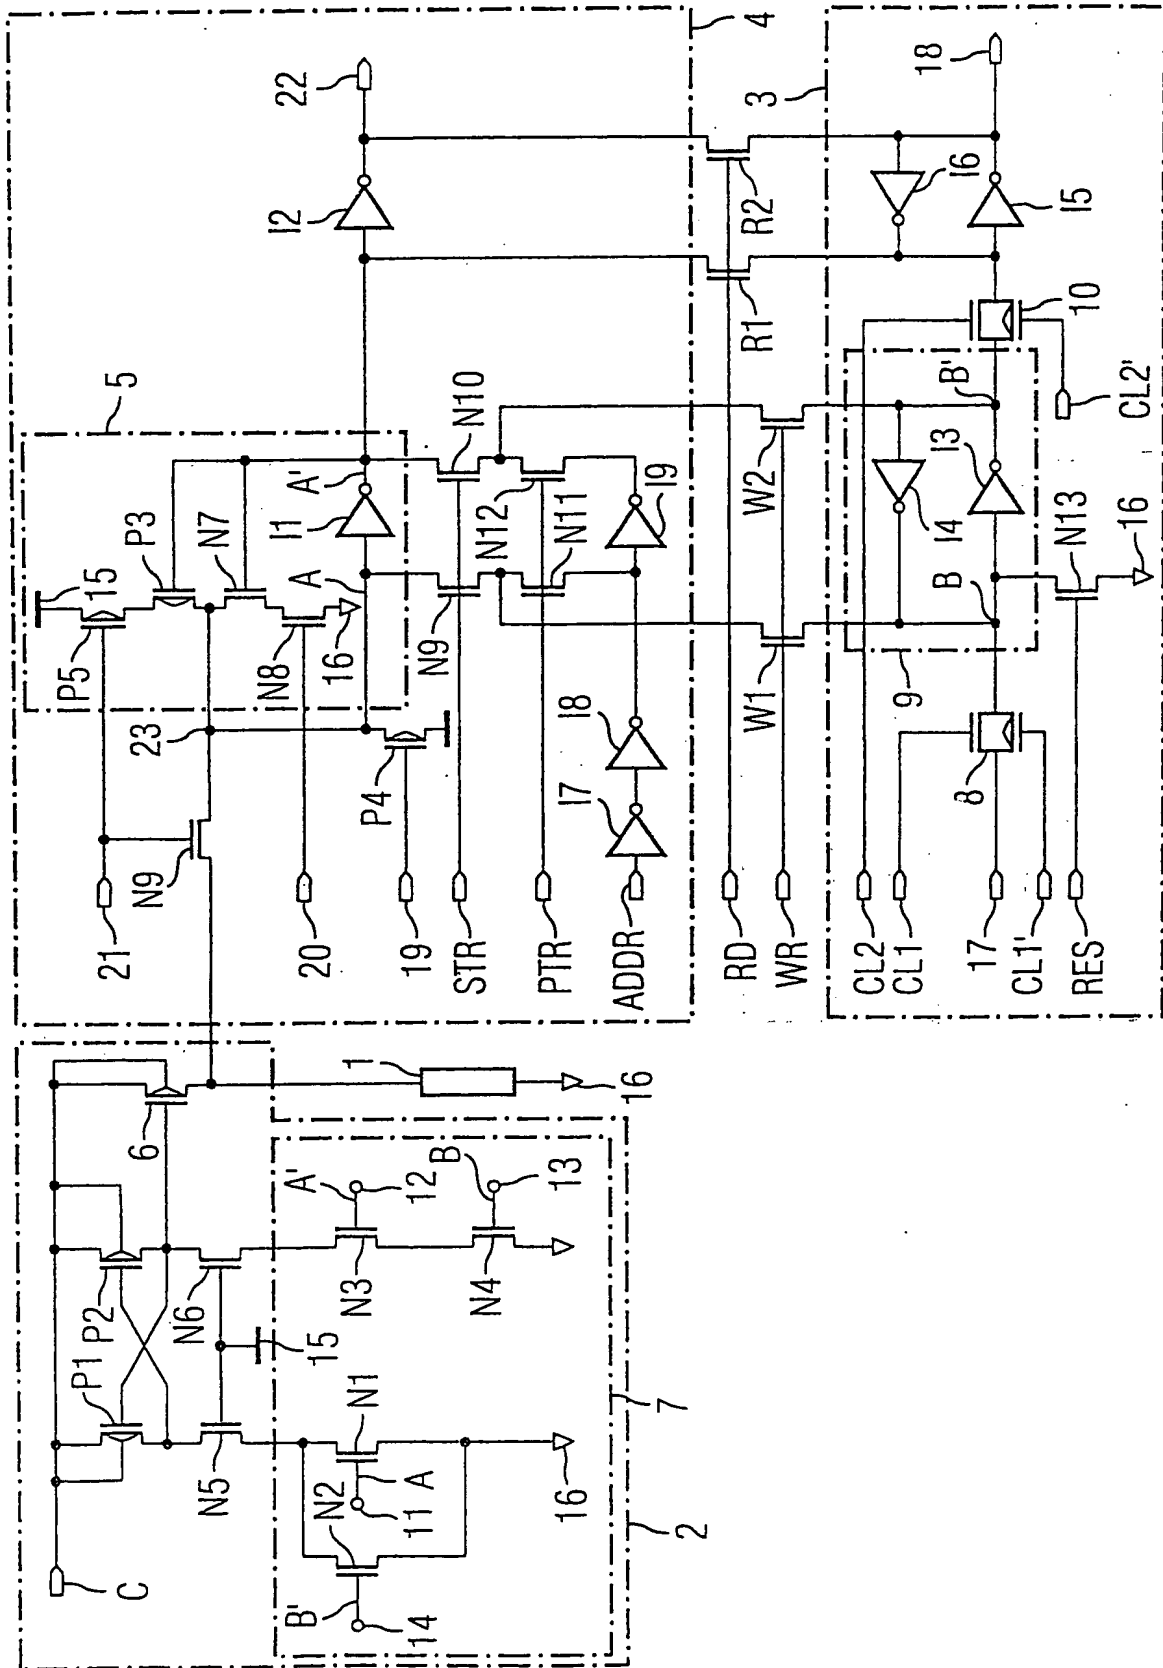 C
P1
P2
6
N5
N6
15
B'
14
N2
11
A
N1
16
A'
12
N3
B
13
N4
7
2
1
16
21
N9
20
19
STR
PTR
ADDR
23
P5
15
P3
N7
N8
16
5
A
I1
A'
P4
N9
N10
N12
N11
I7
I8
I9
I2
22
4
RD
WR
W1
W2
R1
R2
3
CL2
CL1
17
CL1'
RES
8
9
B
I4
I3
B'
N13
16
10
CL2'
I6
I5
18